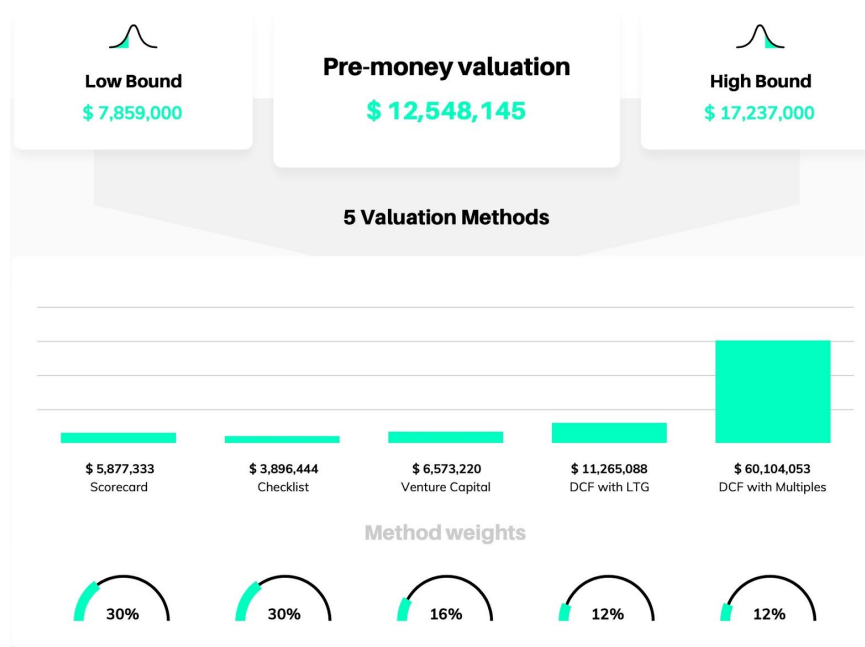 Low Bound
$ 7,859,000
Pre-money valuation
$ 12,548,145
High Bound
$ 17,237,000
5 Valuation Methods
$ 5,877,333
Scorecard
$ 3,896,444
Checklist
$ 6,573,220
Venture Capital
$ 11,265,088
DCF with LTG
$ 60,104,053
DCF with Multiples
Method weights
30%
30%
16%
12%
12%